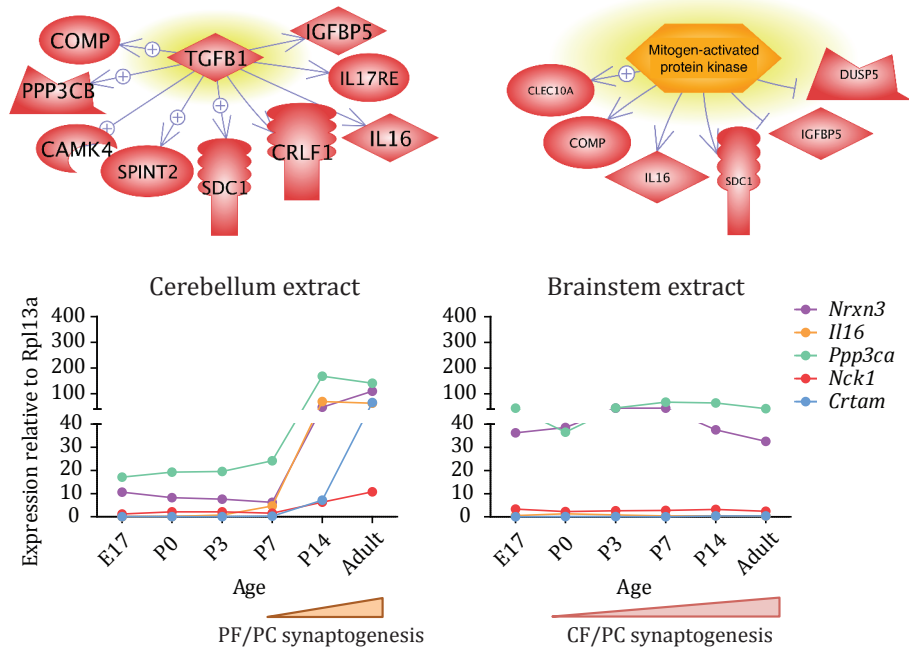 COMP
TGFB1
IGFBP5
PPP3CB
IL17RE
CAMK4
SPINT2
SDC1
CRLF1
IL16
Mitogen-activated
protein kinase
CLEC10A
DUSP5
COMP
IL16
SDC1
IGFBP5
Cerebellum extract
Expression relative to Rpl13a
400
300
200
100
40
30
20
10
0
E17
P0
P3
P7
P14
Adult
Age
PF/PC synaptogenesis
Brainstem extract
400
300
200
100
40
30
20
10
0
E17
P0
P3
P7
P14
Adult
Age
CF/PC synaptogenesis
Nrxn3
Il16
Ppp3ca
Nck1
Crtam